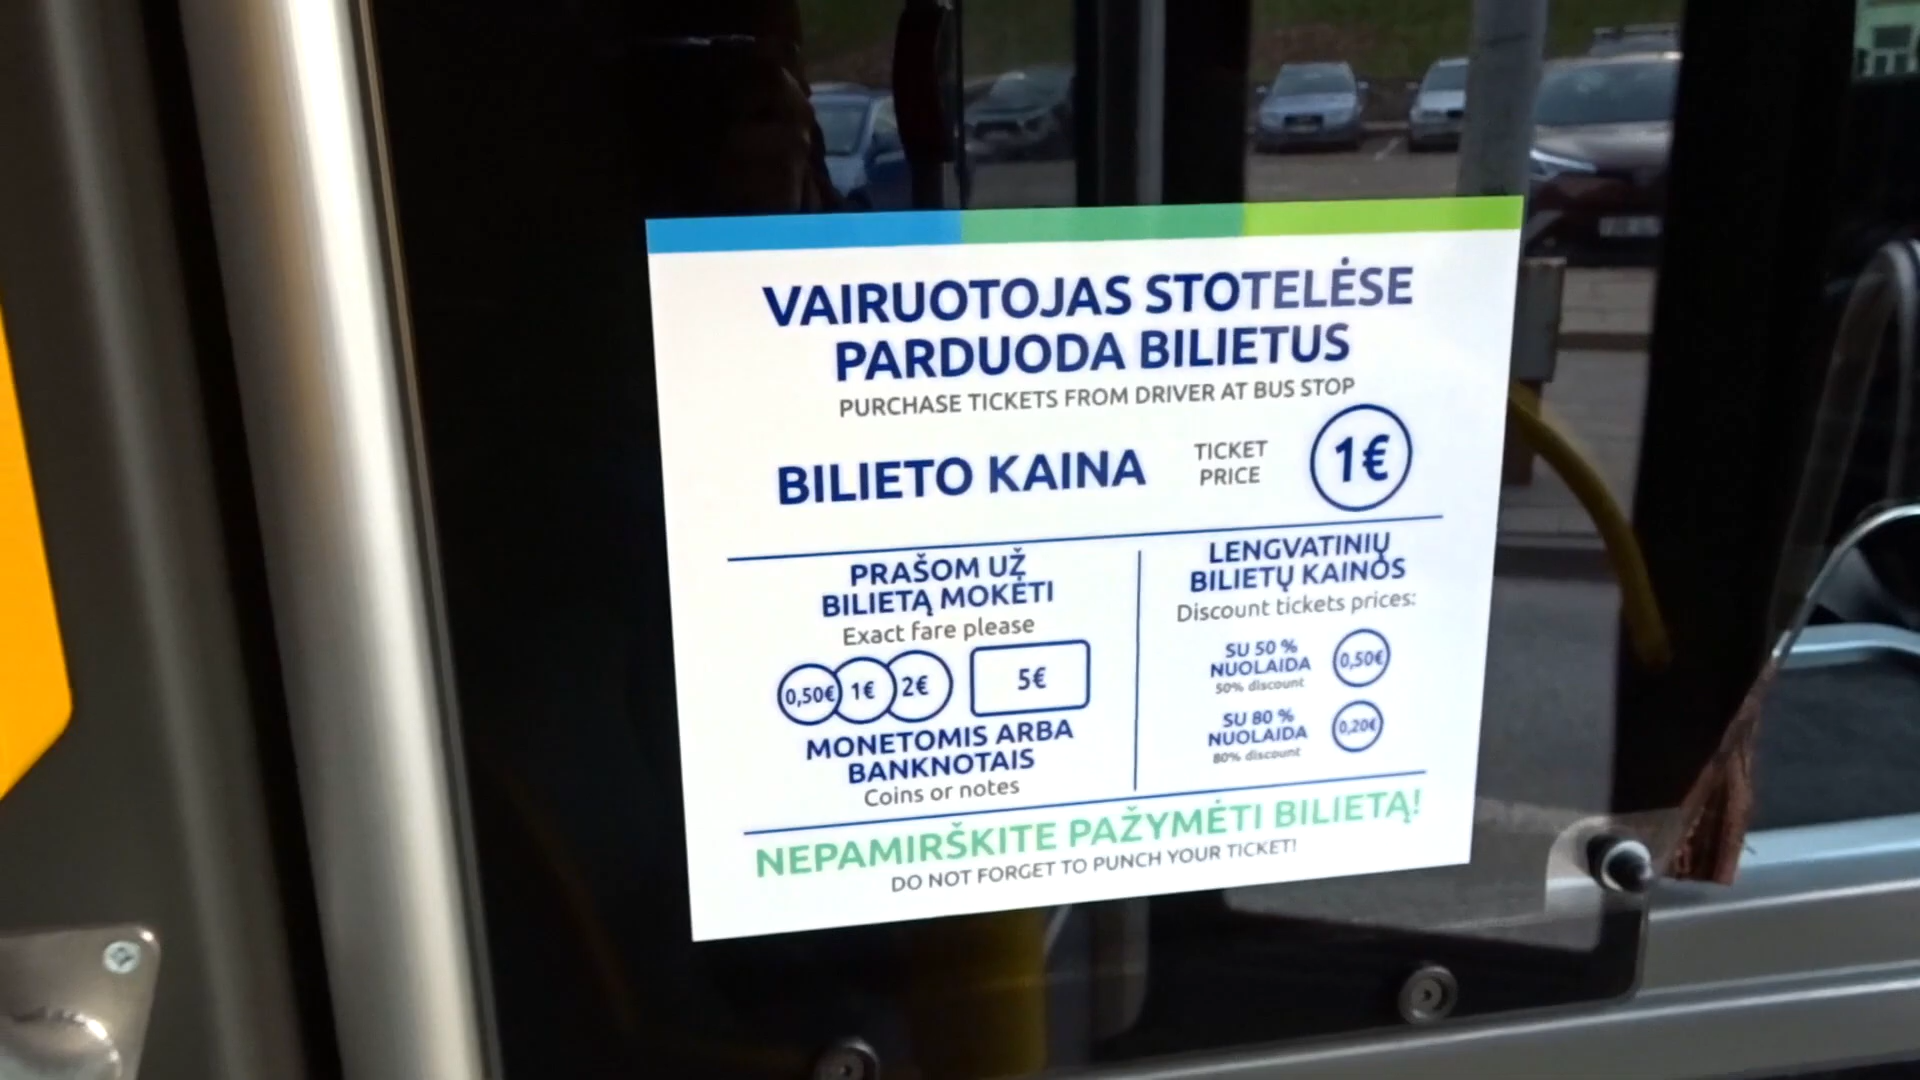 VAIRUOTOJAS STOTELĖSE
PARDUODA BILIETUS
PURCHASE TICKETS FROM DRIVER AT BUS STOP
BILIETO KAINA
TICKET
PRICE
1€
PRAŠOM UŽ
BILIETĄ MOKĖTI
Exact fare please
0,50€ 1€ 2€ 5€
MONETOMIS ARBA
BANKNOTAIS
Coins or notes
LENGVATINIŲ
BILIETŲ KAINOS
Discount tickets prices:
SU 50 %
NUOLAIDA
50% discount
0,50€
SU 80 %
NUOLAIDA
80% discount
0,20€
NEPAMIRŠKITE PAŽYMĖTI BILIETĄ!
DO NOT FORGET TO PUNCH YOUR TICKET!